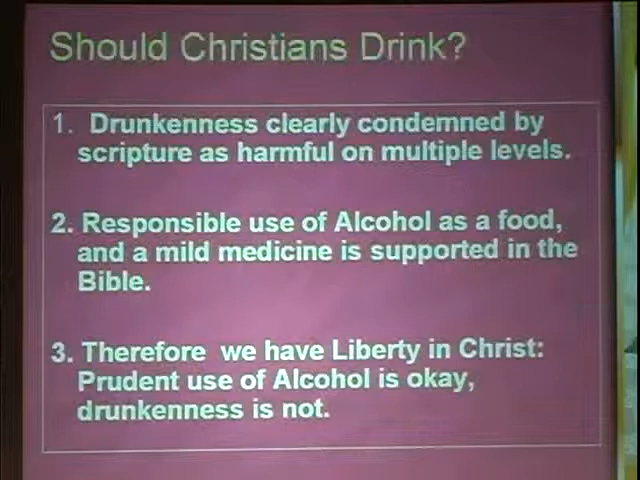 Should Christians Drink?
1. Drunkenness clearly condemned by
scripture as harmful on multiple levels.
2. Responsible use of Alcohol as a food,
and a mild medicine is supported in the
Bible.
3. Therefore we have Liberty in Christ:
Prudent use of Alcohol is okay,
drunkenness is not.